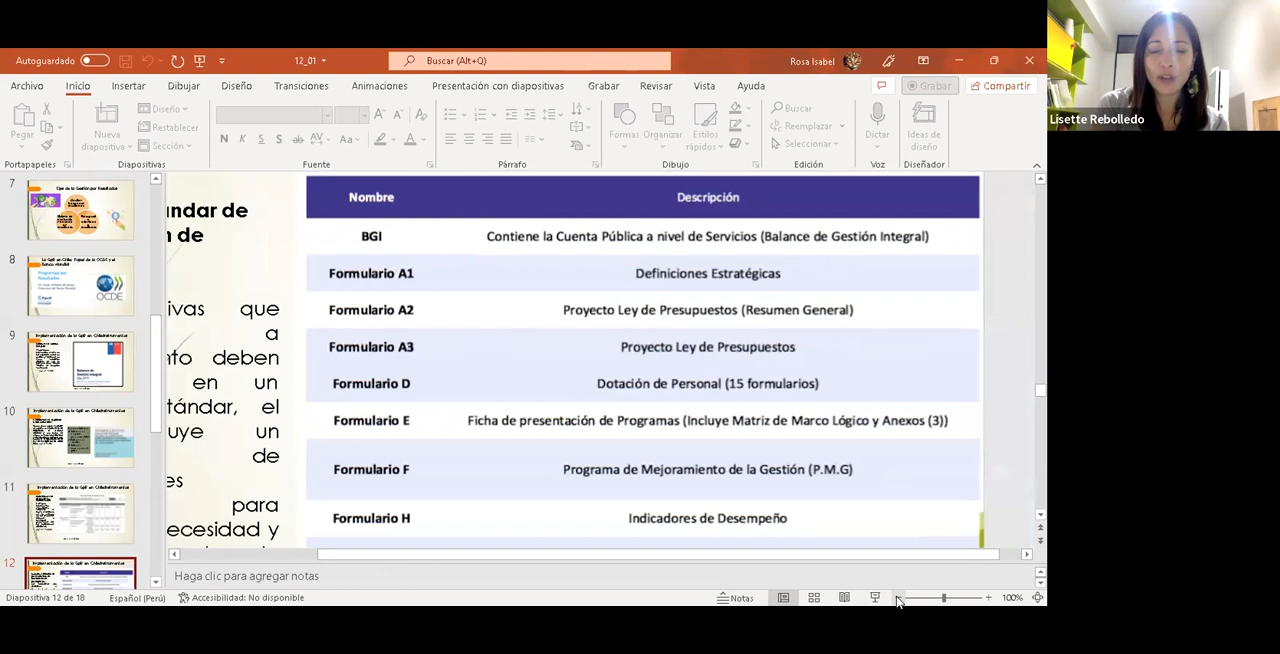 Lisette Rebolledo
Autoguardado
12_01
Buscar (Alt+Q)
Rosa Isabel
Archivo Inicio Insertar Dibujar Diseño Transiciones Animaciones Presentación con diapositivas Grabar Revisar Vista Ayuda
Grabar
Compartir
Pegar
Nueva diapositiva
Diseño
Restablecer
Sección
N K S S ab AV Aa A
Formas
Organizar
Estilos rápidos
Buscar
Reemplazar
Seleccionar
Dictar
Ideas de diseño
Portapapeles Diapositivas Fuente Párrafo Dibujo Edición Voz Diseñador
7
8
OCDE
9
10
11
12
ndar de
n de
ivas que
a
nto deben
en un
tándar, el
uye un
de
es
para
ecesidad y
Nombre Descripción
BGI Contiene la Cuenta Pública a nivel de Servicios (Balance de Gestión Integral)
Formulario A1 Definiciones Estratégicas
Formulario A2 Proyecto Ley de Presupuestos (Resumen General)
Formulario A3 Proyecto Ley de Presupuestos
Formulario D Dotación de Personal (15 formularios)
Formulario E Ficha de presentación de Programas (Incluye Matriz de Marco Lógico y Anexos (3))
Formulario F Programa de Mejoramiento de la Gestión (P.M.G)
Formulario H Indicadores de Desempeño
Haga clic para agregar notas
Diapositiva 12 de 18 Español (Perú) Accesibilidad: No disponible Notas 100%